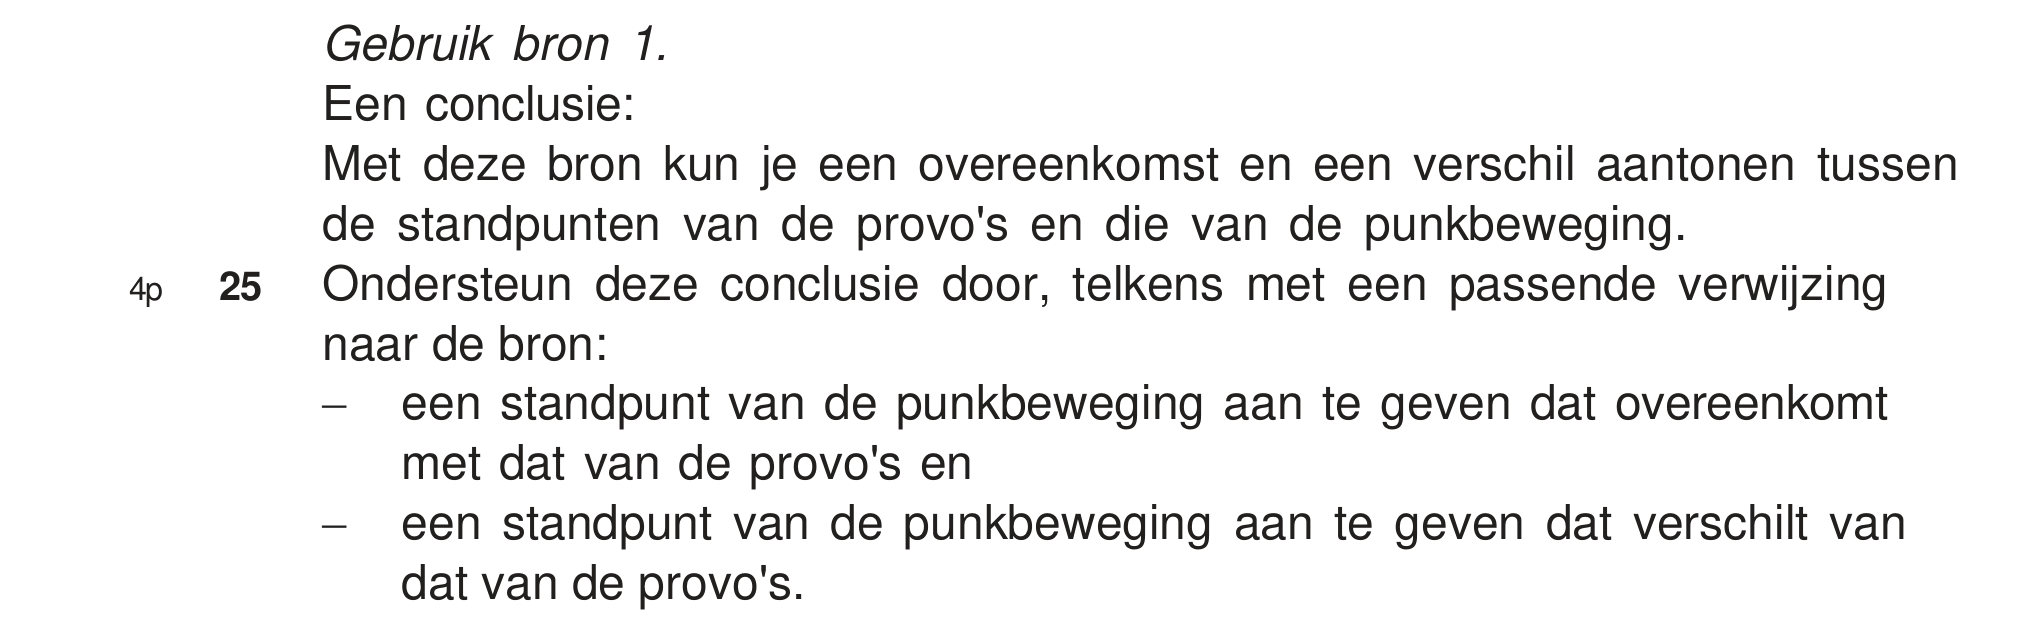 Gebruik bron 1.
Een conclusie:
Met deze bron kun je een overeenkomst en een verschil aantonen tussen
de standpunten van de provo's en die van de punkbeweging.
4p 25 Ondersteun deze conclusie door, telkens met een passende verwijzing
naar de bron:
– een standpunt van de punkbeweging aan te geven dat overeenkomt
met dat van de provo's en
– een standpunt van de punkbeweging aan te geven dat verschilt van
dat van de provo's.